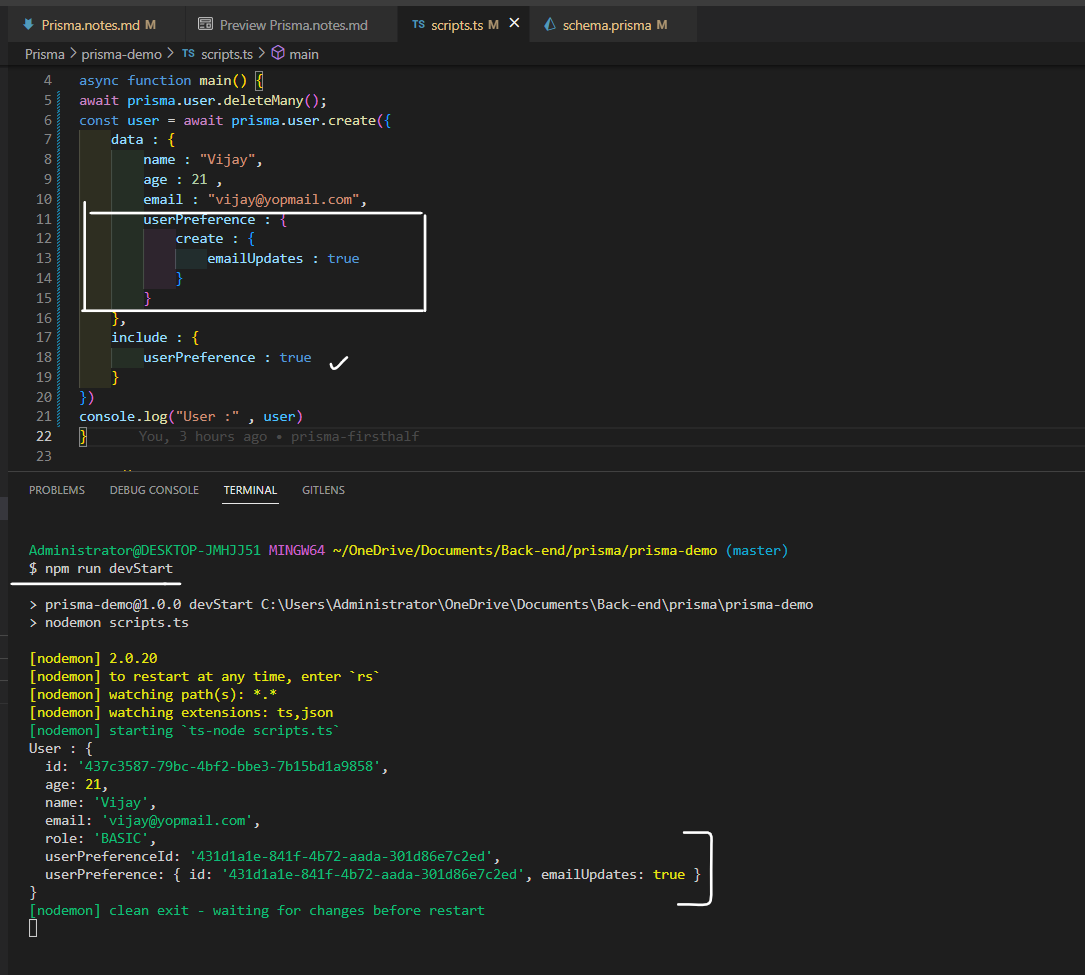 Prisma.notes.md M
Preview Prisma.notes.md
TS scripts.ts M ✕
schema.prisma M
Prisma > prisma-demo > TS scripts.ts > main
4 async function main() {
5 await prisma.user.deleteMany();
6 const user = await prisma.user.create({
7 data : {
8 name : "Vijay",
9 age : 21 ,
10 email : "vijay@yopmail.com",
11 userPreference : {
12 create : {
13 emailUpdates : true
14 }
15 }
16 },
17 include : {
18 userPreference : true
19 }
20 })
21 console.log("User :" , user)
22 } You, 3 hours ago • prisma-firsthalf
23
PROBLEMS DEBUG CONSOLE TERMINAL GITLENS
Administrator@DESKTOP-JMHJJ51 MINGW64 ~/OneDrive/Documents/Back-end/prisma/prisma-demo (master)
$ npm run devStart
> prisma-demo@1.0.0 devStart C:\Users\Administrator\OneDrive\Documents\Back-end\prisma\prisma-demo
> nodemon scripts.ts
[nodemon] 2.0.20
[nodemon] to restart at any time, enter `rs`
[nodemon] watching path(s): *.*
[nodemon] watching extensions: ts,json
[nodemon] starting `ts-node scripts.ts`
User : {
id: '437c3587-79bc-4bf2-bbe3-7b15bd1a9858',
age: 21,
name: 'Vijay',
email: 'vijay@yopmail.com',
role: 'BASIC',
userPreferenceId: '431d1a1e-841f-4b72-aada-301d86e7c2ed',
userPreference: { id: '431d1a1e-841f-4b72-aada-301d86e7c2ed', emailUpdates: true }
}
[nodemon] clean exit - waiting for changes before restart